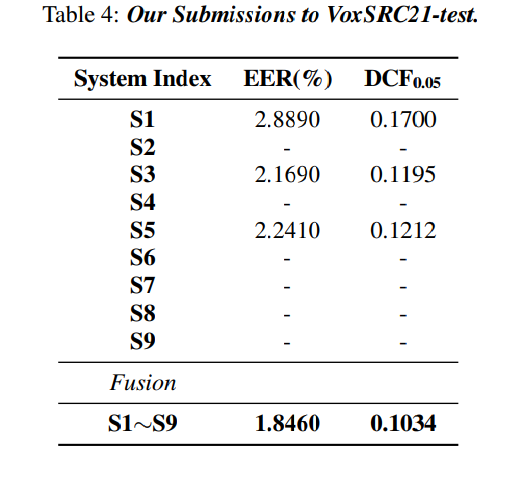 Table 4: Our Submissions to VoxSRC21-test.
System Index EER(%) DCF0.05
S1 2.8890 0.1700
S2 - -
S3 2.1690 0.1195
S4 - -
S5 2.2410 0.1212
S6 - -
S7 - -
S8 - -
S9 - -
Fusion
S1~S9 1.8460 0.1034